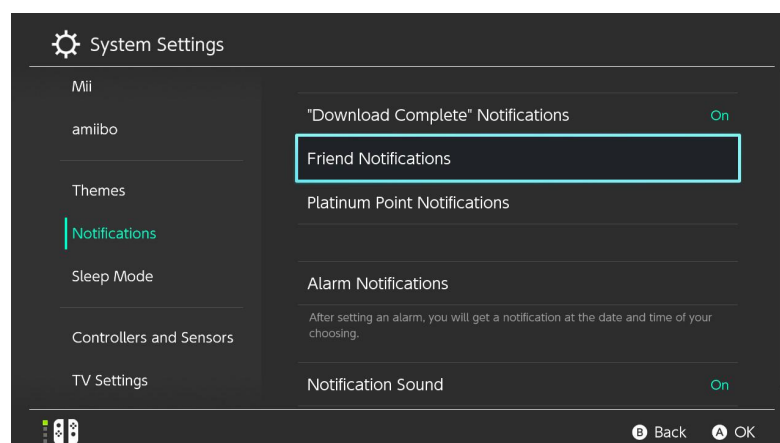 System Settings
Mii
amiibo
Themes
Notifications
Sleep Mode
Controllers and Sensors
TV Settings
"Download Complete" Notifications On
Friend Notifications
Platinum Point Notifications
Alarm Notifications
After setting an alarm, you will get a notification at the date and time of your
choosing.
Notification Sound On
B Back A OK